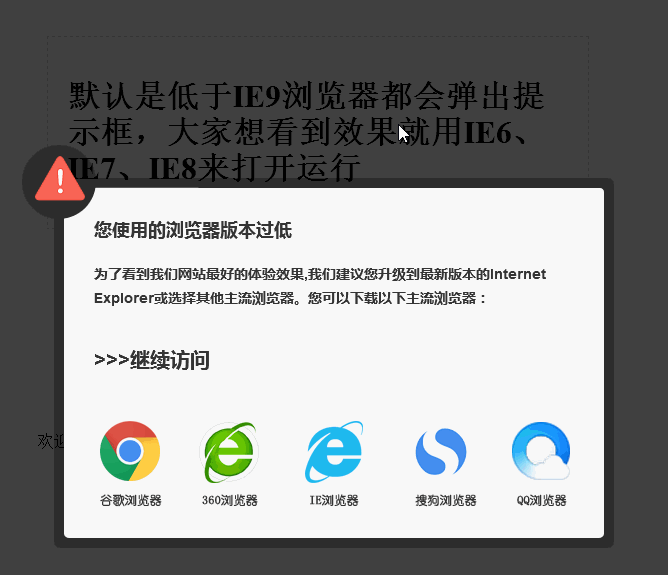 默认是低于IE9浏览器都会弹出提
示框，大家想看到效果就用IE6、
IE7、IE8来打开运行
您使用的浏览器版本过低
为了看到我们网站最好的体验效果,我们建议您升级到最新版本的Internet
Explorer或选择其他主流浏览器。您可以下载以下主流浏览器：
>>>继续访问
欢迎
谷歌浏览器 360浏览器 IE浏览器 搜狗浏览器 QQ浏览器